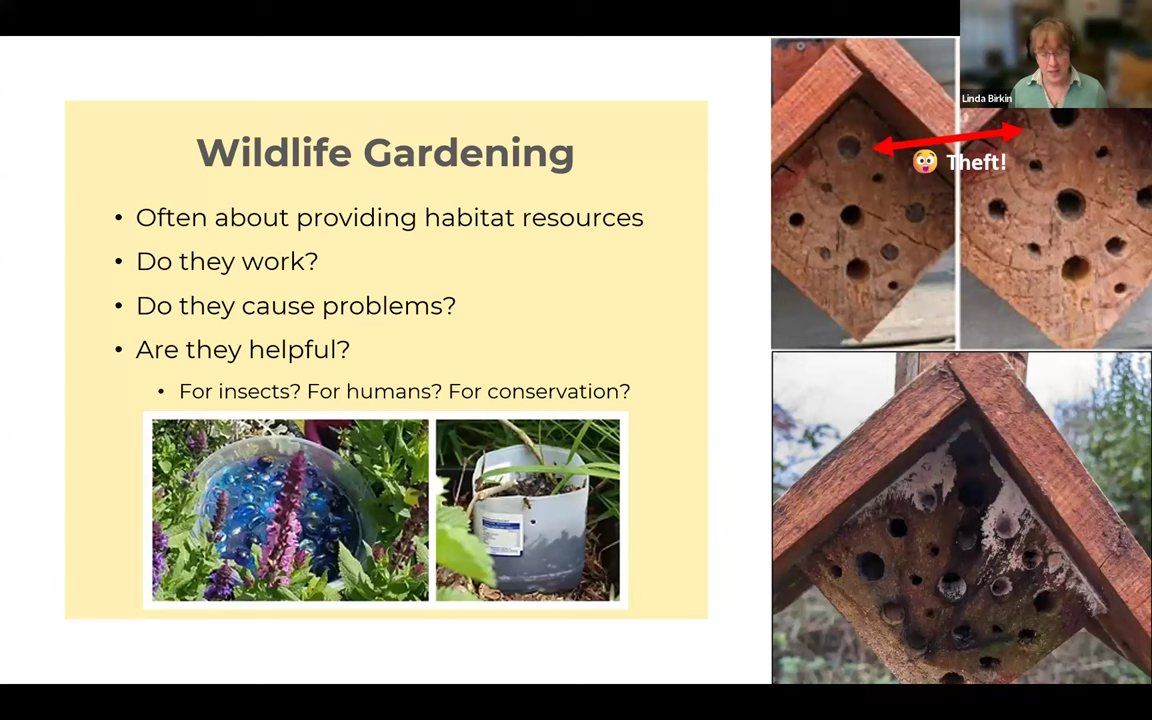 Wildlife Gardening
• Often about providing habitat resources
• Do they work?
• Do they cause problems?
• Are they helpful?
• For insects? For humans? For conservation?
Linda Birkin
😲 Theft!